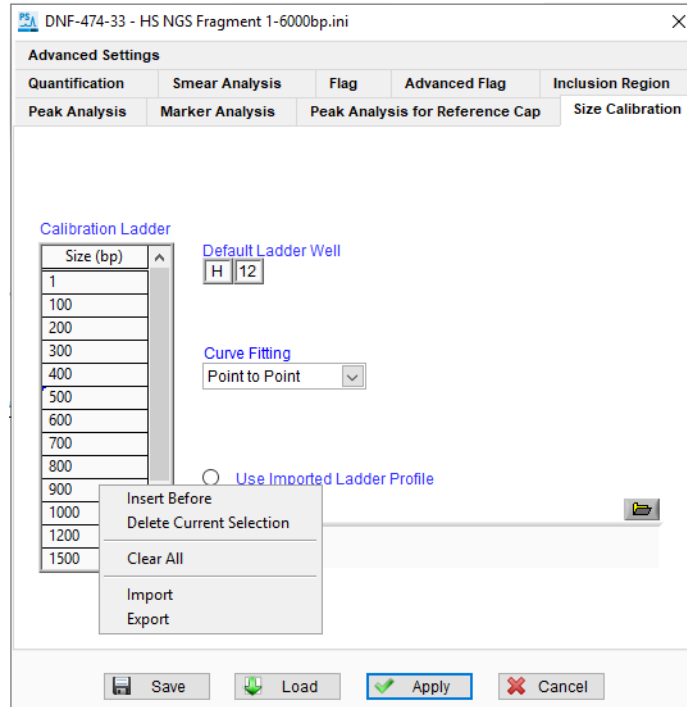 DNF-474-33 - HS NGS Fragment 1-6000bp.ini
Advanced Settings
Quantification Smear Analysis Flag Advanced Flag Inclusion Region
Peak Analysis Marker Analysis Peak Analysis for Reference Cap Size Calibration
Calibration Ladder
Size (bp)
1
100
200
300
400
500
600
700
800
900
1000
1200
1500
Default Ladder Well
H 12
Curve Fitting
Point to Point
Use Imported Ladder Profile
Insert Before
Delete Current Selection
Clear All
Import
Export
Save Load Apply Cancel